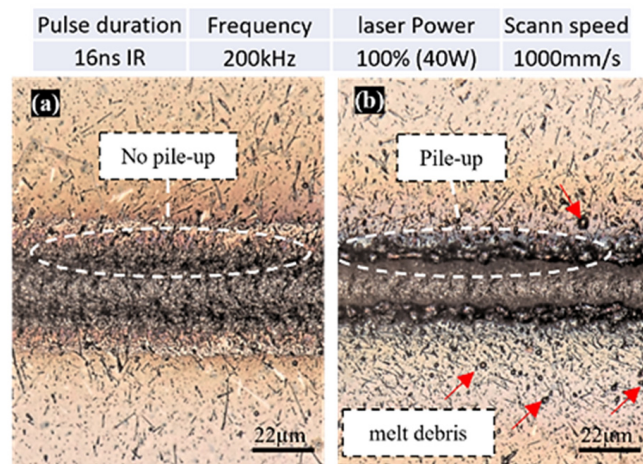 Pulse duration Frequency laser Power Scann speed
16ns IR 200kHz 100% (40W) 1000mm/s
(a) (b)
No pile-up Pile-up
melt debris
22µm 22µm